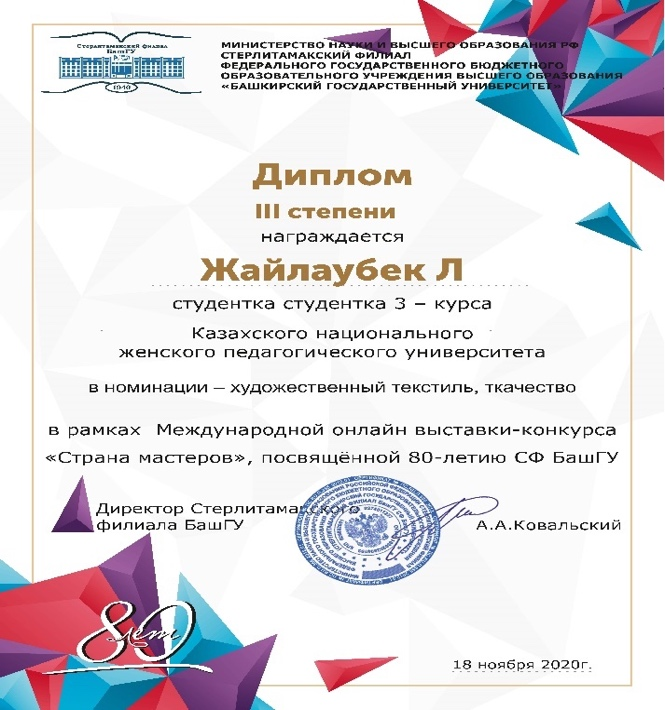 Стерлитамакский филиал
БашГУ
1940
МИНИСТЕРСТВО НАУКИ И ВЫСШЕГО ОБРАЗОВАНИЯ РФ
СТЕРЛИТАМАКСКИЙ ФИЛИАЛ
ФЕДЕРАЛЬНОГО ГОСУДАРСТВЕННОГО БЮДЖЕТНОГО
ОБРАЗОВАТЕЛЬНОГО УЧРЕЖДЕНИЯ ВЫСШЕГО ОБРАЗОВАНИЯ
«БАШКИРСКИЙ ГОСУДАРСТВЕННЫЙ УНИВЕРСИТЕТ»
Диплом
III степени
награждается
Жайлаубек Л
студентка студентка 3 – курса
Казахского национального
женского педагогического университета
в номинации – художественный текстиль, ткачество
в рамках Международной онлайн выставки-конкурса
«Страна мастеров», посвящённой 80-летию СФ БашГУ
Директор Стерлитамакского
филиала БашГУ
А.А.Ковальский
80 лет
18 ноября 2020г.